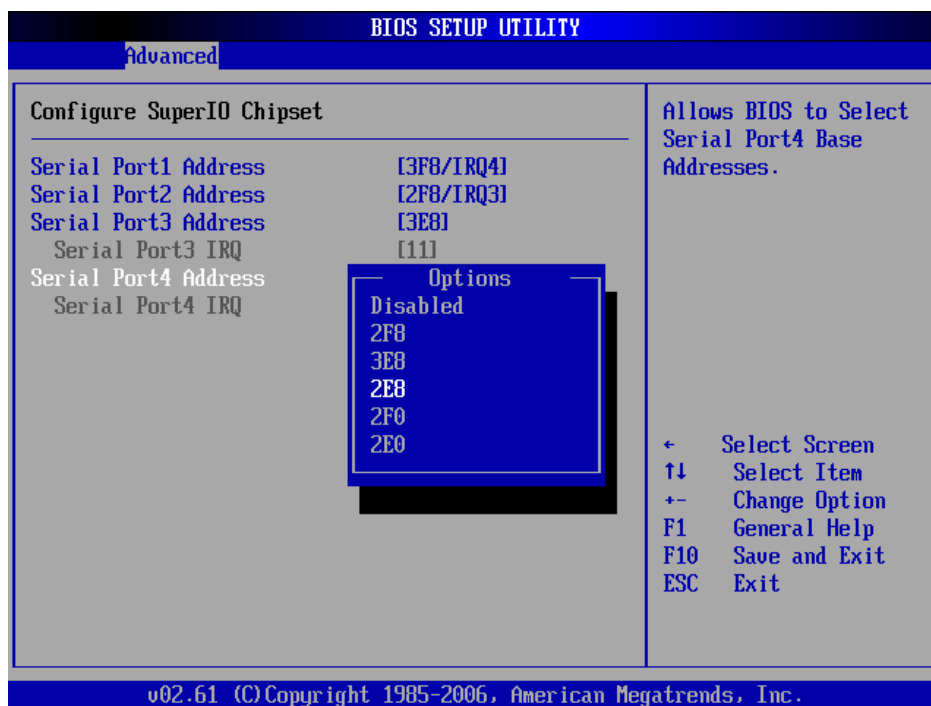 BIOS SETUP UTILITY
Advanced
Configure SuperIO Chipset
Serial Port1 Address [3F8/IRQ4]
Serial Port2 Address [2F8/IRQ3]
Serial Port3 Address [3E8]
Serial Port3 IRQ [11]
Serial Port4 Address
Serial Port4 IRQ
Options
Disabled
2F8
3E8
2E8
2F0
2E0
Allows BIOS to Select
Serial Port4 Base
Addresses.
← Select Screen
↑↓ Select Item
+- Change Option
F1 General Help
F10 Save and Exit
ESC Exit
v02.61 (C)Copyright 1985-2006, American Megatrends, Inc.